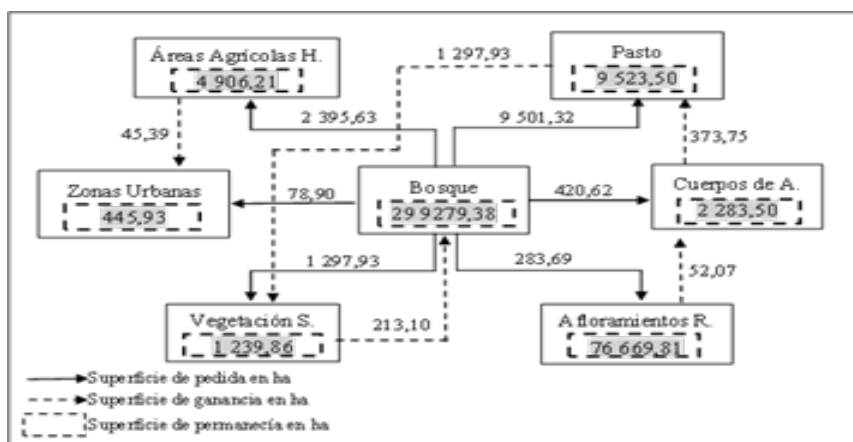 Áreas Agrícolas H.
4 906,21
1 297,93
Pasto
9 523,50
2 395,63
9 501,32
45,39
373,75
Zonas Urbanas
445,93
78,90
Bosque
29 9279,38
420,62
Cuerpos de A.
2 283,50
1 297,93
283,69
52,07
Vegetación S.
1 239,86
213,10
Afloramientos R.
76 669,81
Superficie de pedida en ha
Superficie de ganancia en ha
Superficie de permanecía en ha